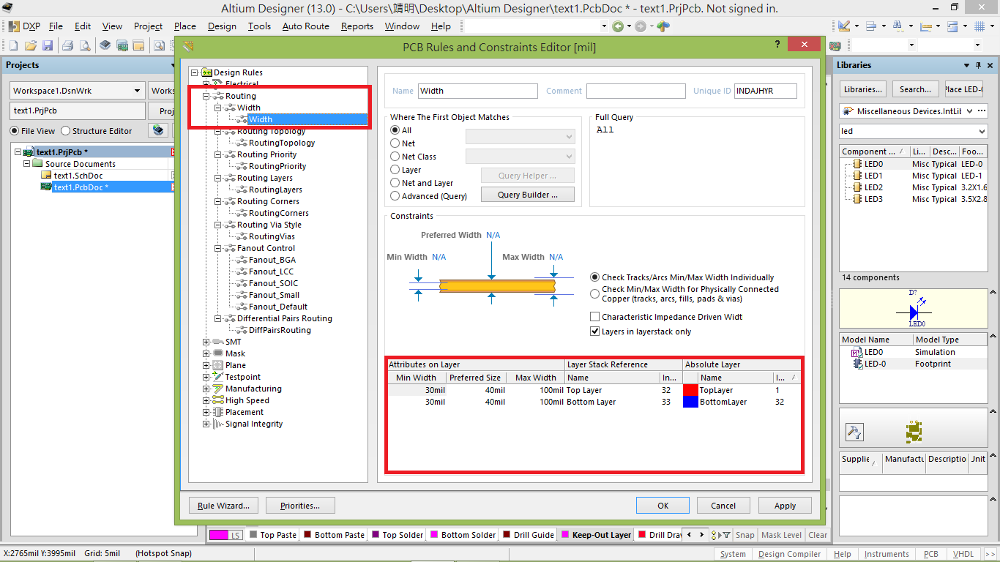 Altium Designer (13.0) - C:\Users\靖明\Desktop\Altium Designer\text1.PcbDoc * - text1.PrjPcb. Not signed in.
DXP File Edit View Project Place Design Tools Auto Route Reports Window Help
PCB Rules and Constraints Editor [mil]
Projects
Workspace1.DsnWrk
Works
text1.PrjPcb
Proj
File View Structure Editor
text1.PrjPcb *
Source Documents
text1.SchDoc
text1.PcbDoc *
Design Rules
Electrical
Routing
Width
Width
Routing Topology
RoutingTopology
Routing Priority
RoutingPriority
Routing Layers
RoutingLayers
Routing Corners
RoutingCorners
Routing Via Style
RoutingVias
Fanout Control
Fanout_BGA
Fanout_LCC
Fanout_SOIC
Fanout_Small
Fanout_Default
Differential Pairs Routing
DiffPairsRouting
SMT
Mask
Plane
Testpoint
Manufacturing
High Speed
Placement
Signal Integrity
Name Width Comment Unique ID INDAJHYR
Where The First Object Matches
All
Net
Net Class
Layer
Net and Layer
Advanced (Query)
Query Helper ...
Query Builder ...
Full Query
All
Constraints
Preferred Width N/A
Min Width N/A Max Width N/A
Check Tracks/Arcs Min/Max Width Individually
Check Min/Max Width for Physically Connected
Copper (tracks, arcs, fills, pads & vias)
Characteristic Impedance Driven Widt
Layers in layerstack only
Attributes on Layer Layer Stack Reference Absolute Layer
Min Width Preferred Size Max Width Name In... Name I...
30mil 40mil 100mil Top Layer 32 TopLayer 1
30mil 40mil 100mil Bottom Layer 33 BottomLayer 32
Rule Wizard... Priorities... OK Cancel Apply
Libraries
Libraries... Search... Place LED-
Miscellaneous Devices.IntLib
led
Component ... Li... Desc... Foo...
LED0 Misc Typical LED-0
LED1 Misc Typical LED-1
LED2 Misc Typical 3.2X1.6
LED3 Misc Typical 3.5X2.8
14 components
D?
LED0
Model Name Model Type
LED0 Simulation
LED-0 Footprint
Supplie Manufactu Descriptio Jnit
LS Top Paste Bottom Paste Top Solder Bottom Solder Drill Guide Keep-Out Layer Drill Draw Snap Mask Level Clear
X:2765mil Y:3995mil Grid: 5mil (Hotspot Snap) System Design Compiler Help Instruments PCB VHDL >>